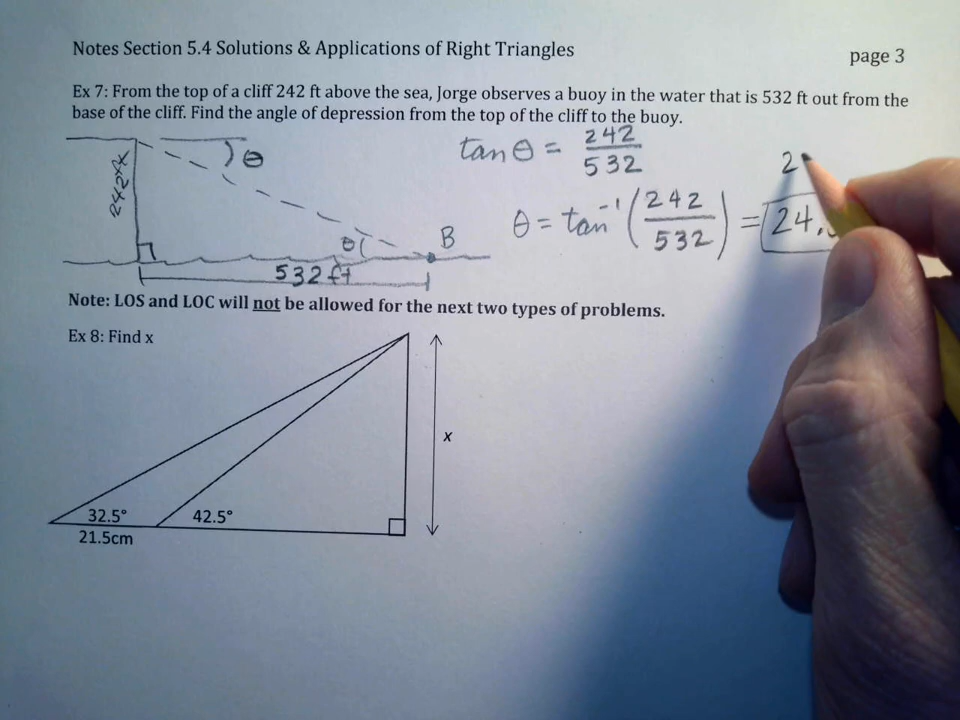 Notes Section 5.4 Solutions & Applications of Right Triangles
page 3
Ex 7: From the top of a cliff 242 ft above the sea, Jorge observes a buoy in the water that is 532 ft out from the
base of the cliff. Find the angle of depression from the top of the cliff to the buoy.
242ft
θ
θ
B
532 ft
tan θ = 242/532
2
θ = tan⁻¹ (242/532) = 24.
Note: LOS and LOC will not be allowed for the next two types of problems.
Ex 8: Find x
x
32.5° 42.5°
21.5cm